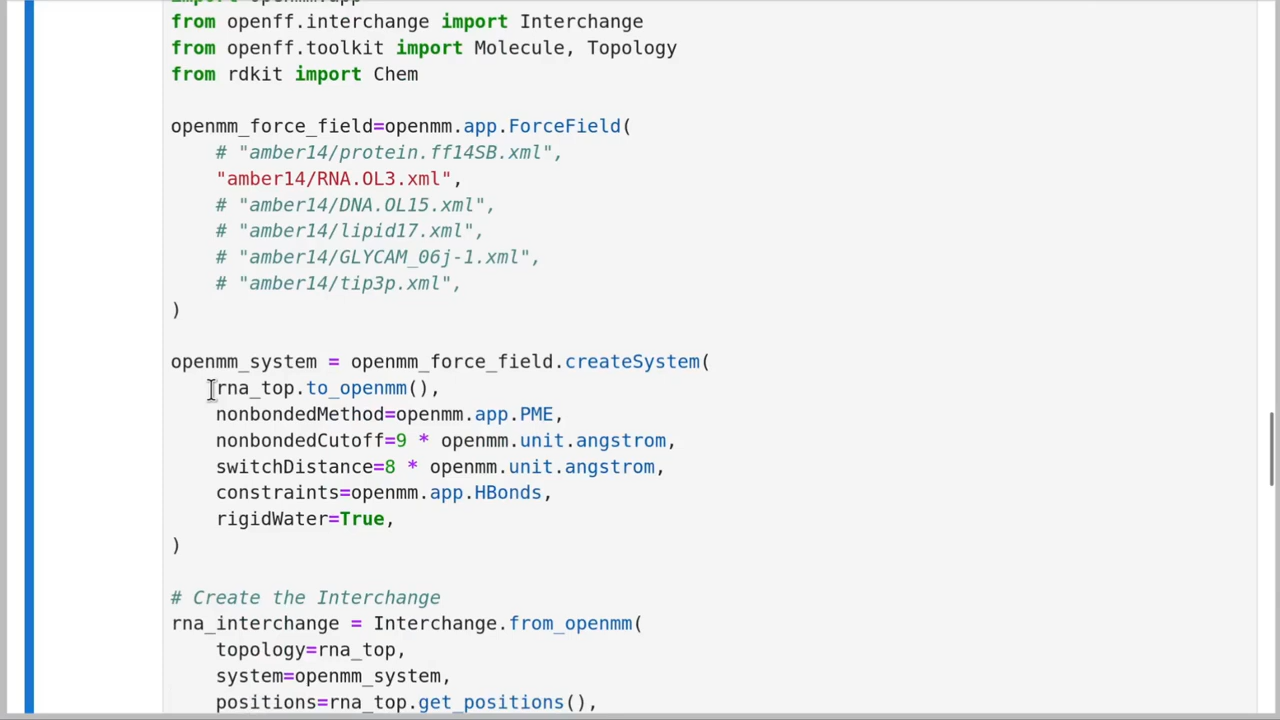 import openmm.app
from openff.interchange import Interchange
from openff.toolkit import Molecule, Topology
from rdkit import Chem
openmm_force_field=openmm.app.ForceField(
# "amber14/protein.ff14SB.xml",
"amber14/RNA.OL3.xml",
# "amber14/DNA.OL15.xml",
# "amber14/lipid17.xml",
# "amber14/GLYCAM_06j-1.xml",
# "amber14/tip3p.xml",
)
openmm_system = openmm_force_field.createSystem(
rna_top.to_openmm(),
nonbondedMethod=openmm.app.PME,
nonbondedCutoff=9 * openmm.unit.angstrom,
switchDistance=8 * openmm.unit.angstrom,
constraints=openmm.app.HBonds,
rigidWater=True,
)
# Create the Interchange
rna_interchange = Interchange.from_openmm(
topology=rna_top,
system=openmm_system,
positions=rna_top.get_positions(),